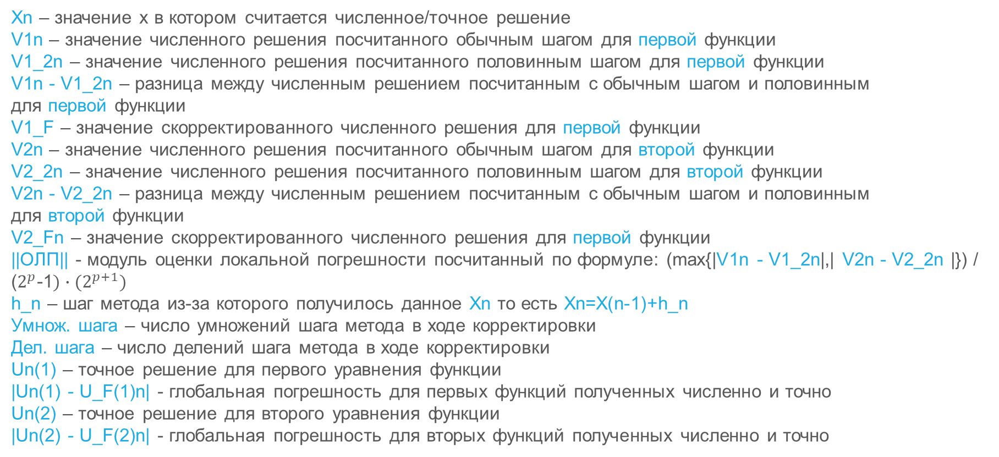 Xn – значение x в котором считается численное/точное решение
V1n – значение численного решения посчитанного обычным шагом для первой функции
V1_2n – значение численного решения посчитанного половинным шагом для первой функции
V1n - V1_2n – разница между численным решением посчитанным с обычным шагом и половинным
для первой функции
V1_F – значение скорректированного численного решения для первой функции
V2n – значение численного решения посчитанного обычным шагом для второй функции
V2_2n – значение численного решения посчитанного половинным шагом для второй функции
V2n - V2_2n – разница между численным решением посчитанным с обычным шагом и половинным
для второй функции
V2_Fn – значение скорректированного численного решения для первой функции
||ОЛП|| - модуль оценки локальной погрешности посчитанный по формуле: (max{|V1n - V1_2n|,| V2n - V2_2n |}) /
(2^p-1) · (2^{p+1})
h_n – шаг метода из-за которого получилось данное Xn то есть Xn=X(n-1)+h_n
Умнож. шага – число умножений шага метода в ходе корректировки
Дел. шага – число делений шага метода в ходе корректировки
Un(1) – точное решение для первого уравнения функции
|Un(1) - U_F(1)n| - глобальная погрешность для первых функций полученных численно и точно
Un(2) – точное решение для второго уравнения функции
|Un(2) - U_F(2)n| - глобальная погрешность для вторых функций полученных численно и точно